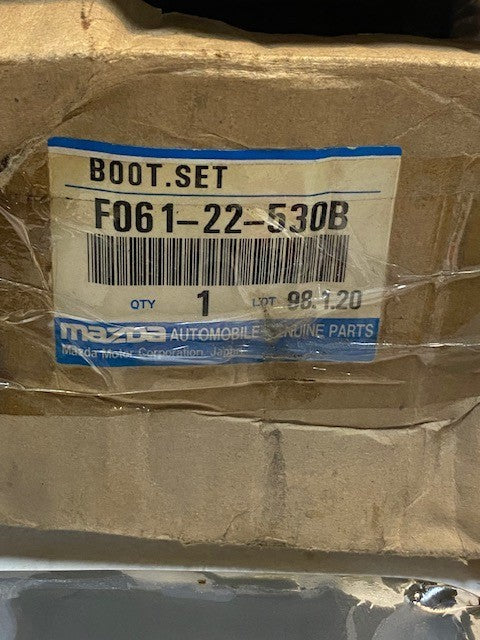 BOOT.SET
F061-22-530B
QTY 1 LOT 98.1.20
mazda AUTOMOBILE GENUINE PARTS
Mazda Motor Corporation, Japan